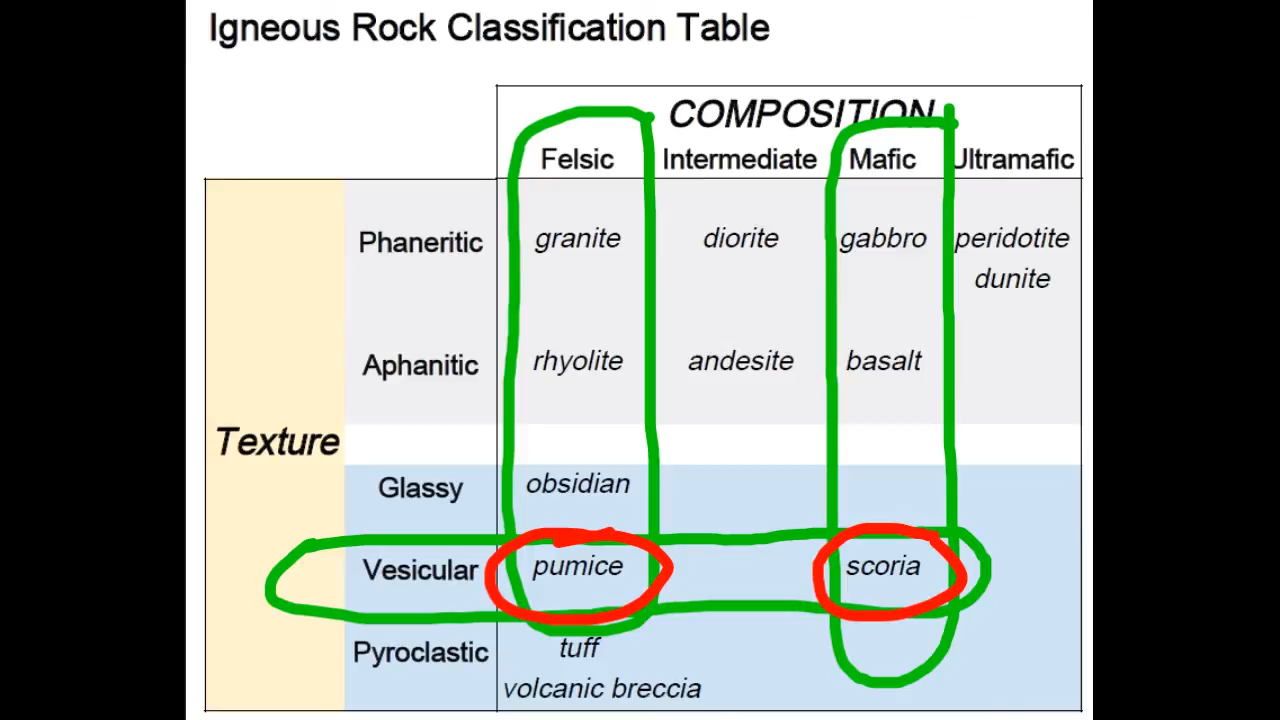 Igneous Rock Classification Table
COMPOSITION
Felsic Intermediate Mafic Ultramafic
Phaneritic granite diorite gabbro peridotite
dunite
Aphanitic rhyolite andesite basalt
Texture
Glassy obsidian
Vesicular pumice scoria
Pyroclastic tuff
volcanic breccia